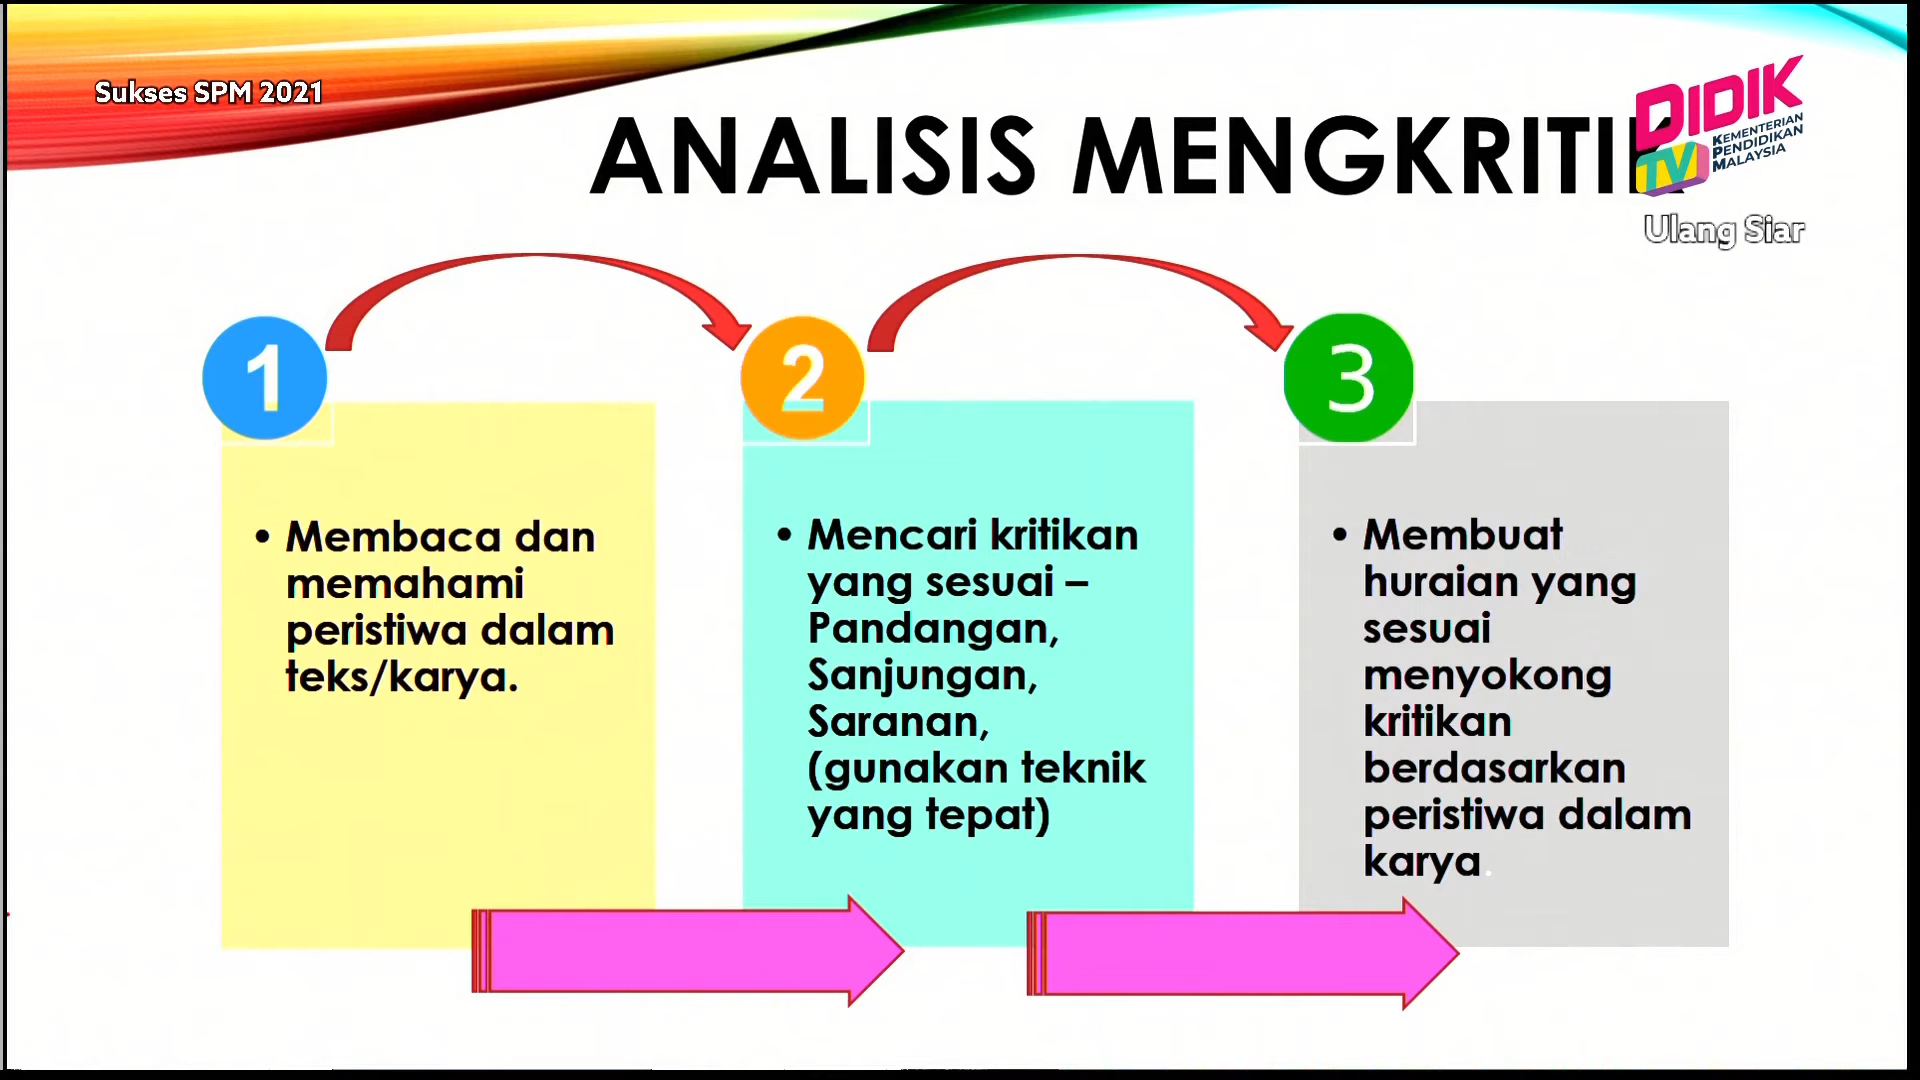 Sukses SPM 2021
ANALISIS MENGKRITIK
DIDIK
TV
KEMENTERIAN
PENDIDIKAN
MALAYSIA
Ulang Siar
1
2
3
• Membaca dan
memahami
peristiwa dalam
teks/karya.
• Mencari kritikan
yang sesuai –
Pandangan,
Sanjungan,
Saranan,
(gunakan teknik
yang tepat)
• Membuat
huraian yang
sesuai
menyokong
kritikan
berdasarkan
peristiwa dalam
karya.